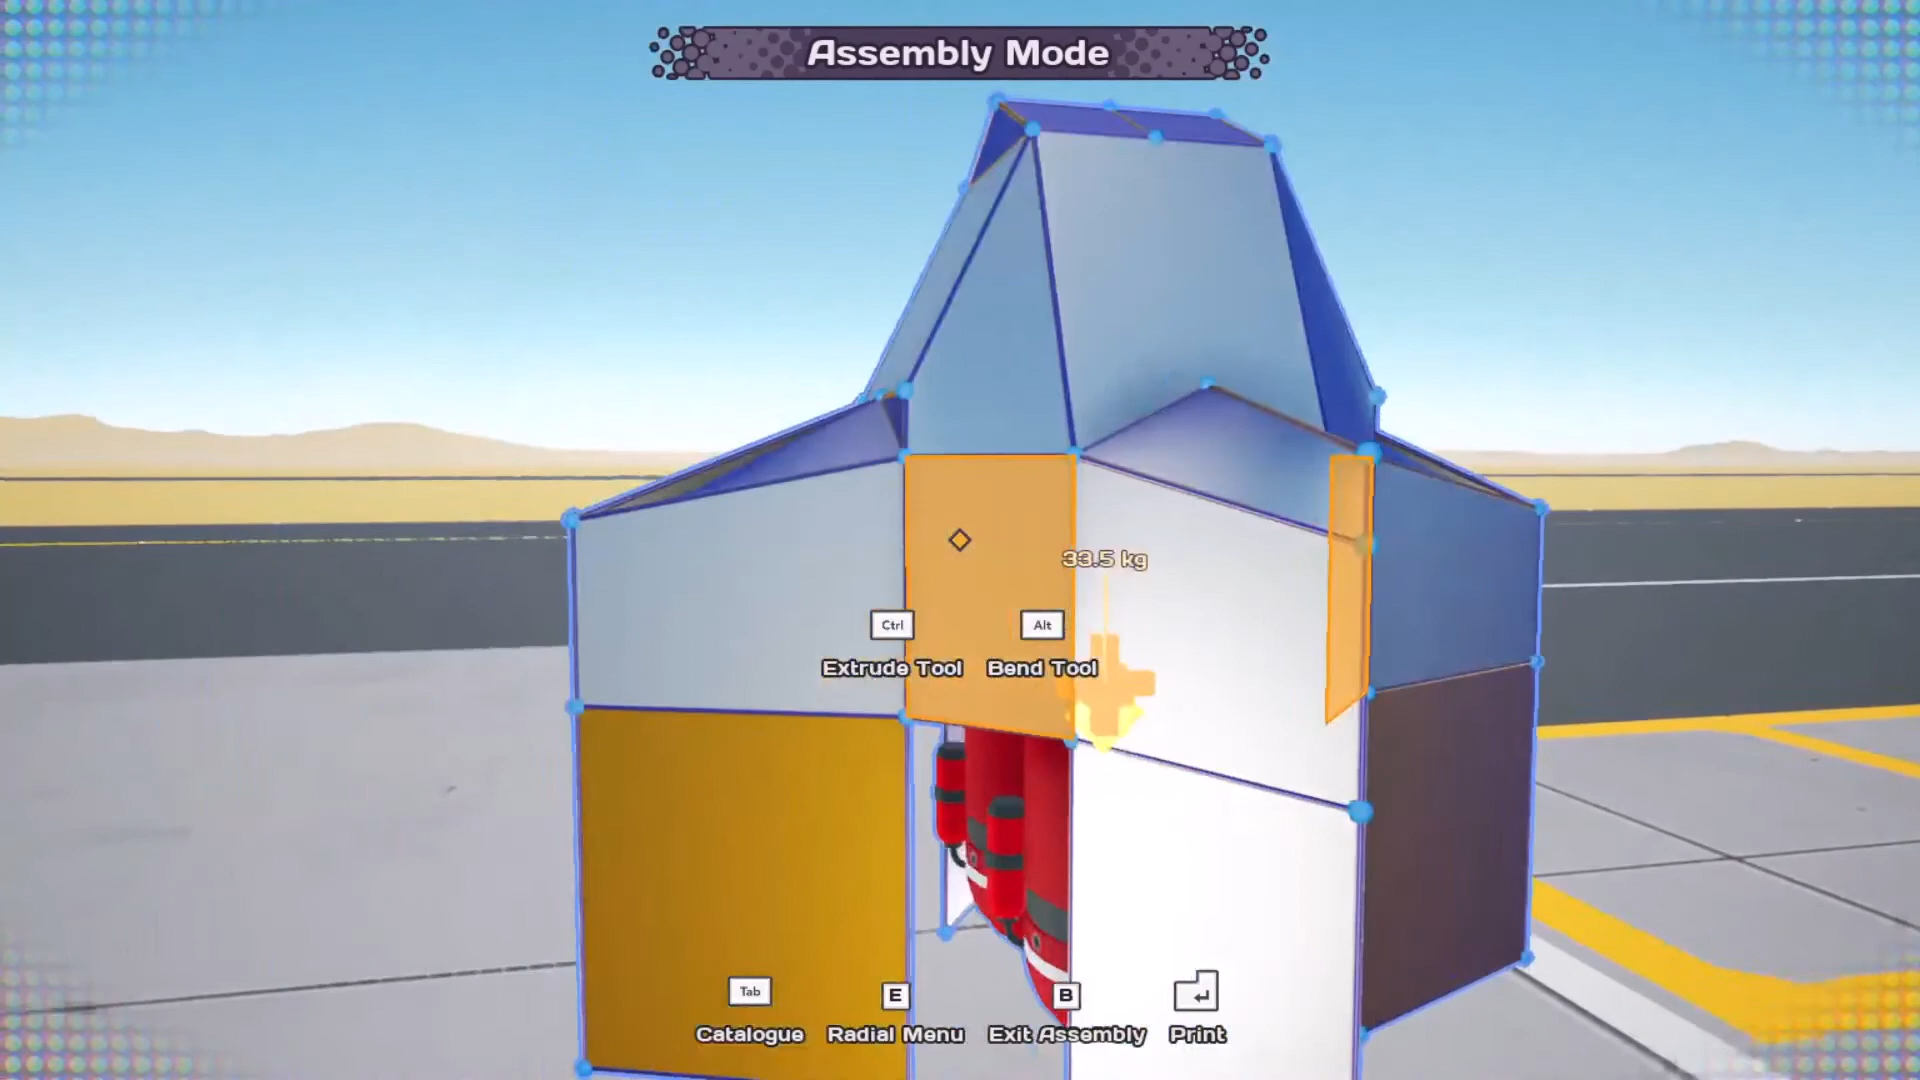 Assembly Mode
33.5 kg
Ctrl
Alt
Extrude Tool
Bend Tool
Tab
E
B
Catalogue
Radial Menu
Exit Assembly
Print